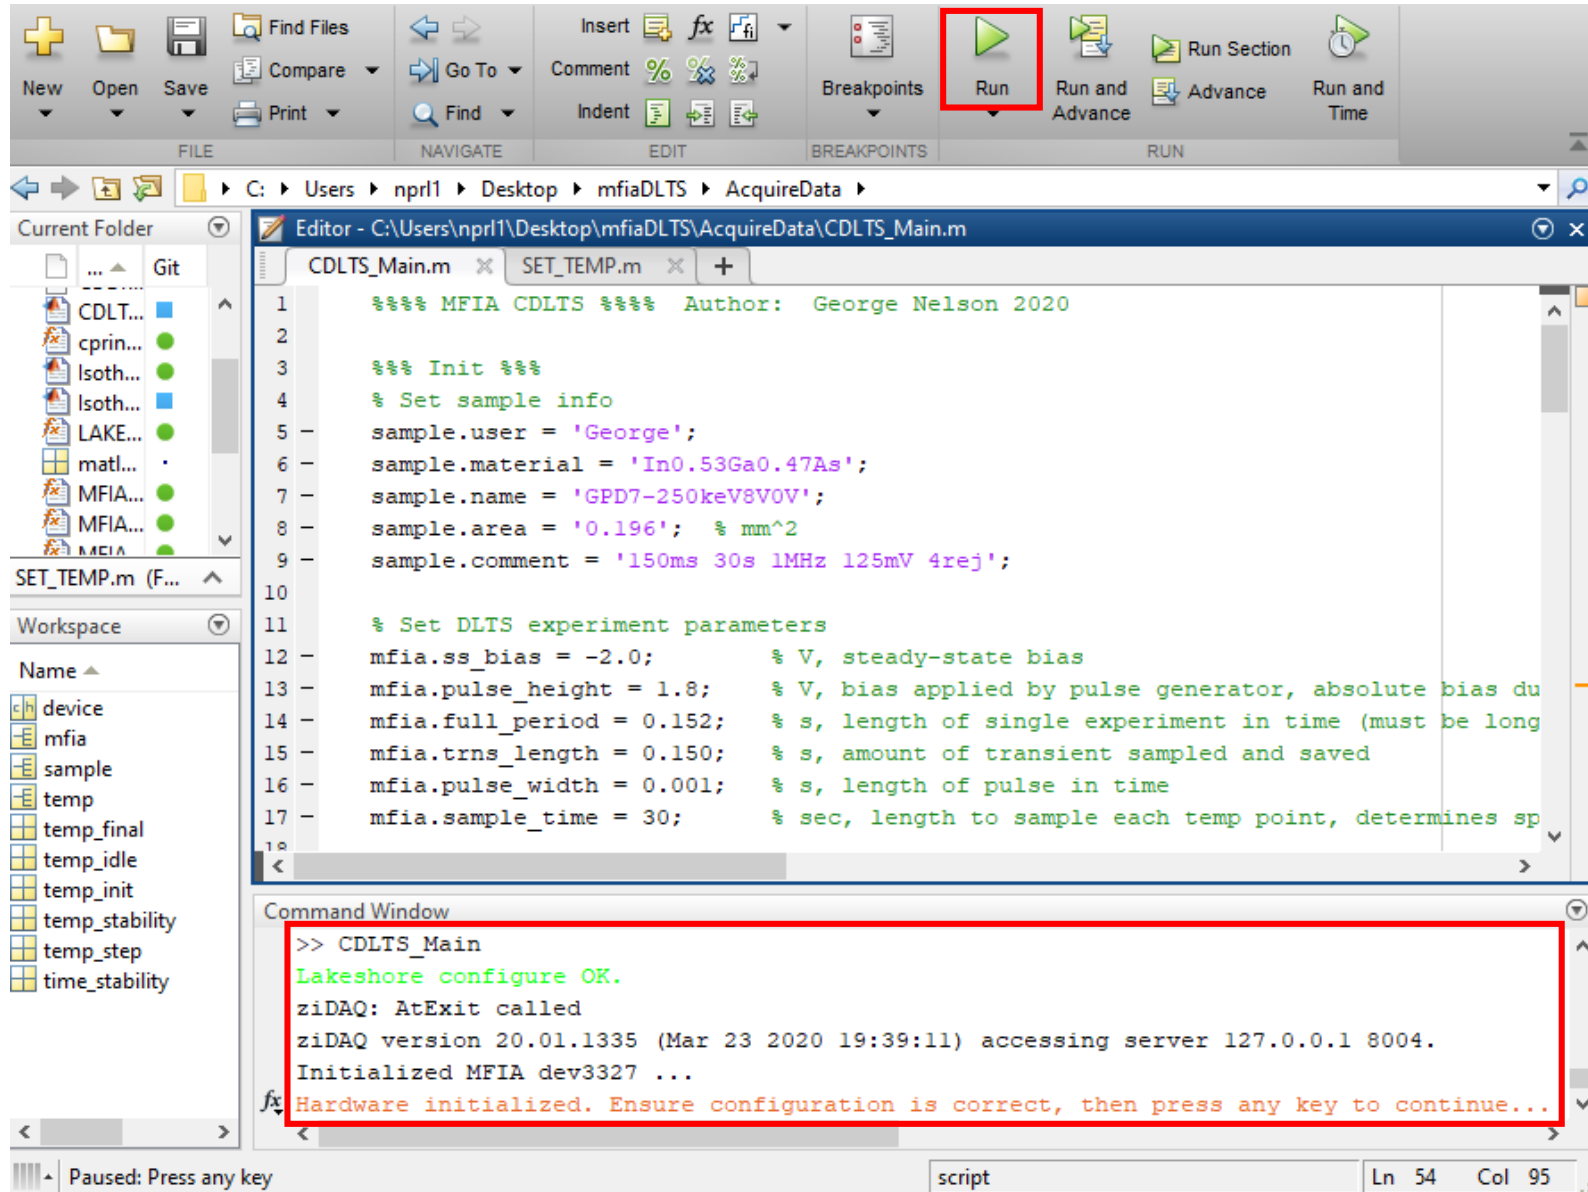 Find Files
Insert
fx
New
Open
Save
Compare
Go To
Comment
Breakpoints
Run
Run and
Advance
Run Section
Advance
Run and
Time
Print
Find
Indent
FILE
NAVIGATE
EDIT
BREAKPOINTS
RUN
C: Users nprl1 Desktop mfiaDLTS AcquireData
Current Folder
Editor - C:\Users\nprl1\Desktop\mfiaDLTS\AcquireData\CDLTS_Main.m
... Git
CDLT...
cprin...
Isoth...
Isoth...
LAKE...
matl...
MFIA...
MFIA...
MFIA
SET_TEMP.m (F...
Workspace
Name
device
mfia
sample
temp
temp_final
temp_idle
temp_init
temp_stability
temp_step
time_stability
CDLTS_Main.m SET_TEMP.m +
1 %%%% MFIA CDLTS %%%% Author: George Nelson 2020
2
3 %%% Init %%%
4 % Set sample info
5 - sample.user = 'George';
6 - sample.material = 'In0.53Ga0.47As';
7 - sample.name = 'GPD7-250keV8V0V';
8 - sample.area = '0.196'; % mm^2
9 - sample.comment = '150ms 30s 1MHz 125mV 4rej';
10
11 % Set DLTS experiment parameters
12 - mfia.ss_bias = -2.0; % V, steady-state bias
13 - mfia.pulse_height = 1.8; % V, bias applied by pulse generator, absolute bias du
14 - mfia.full_period = 0.152; % s, length of single experiment in time (must be long
15 - mfia.trns_length = 0.150; % s, amount of transient sampled and saved
16 - mfia.pulse_width = 0.001; % s, length of pulse in time
17 - mfia.sample_time = 30; % sec, length to sample each temp point, determines sp
18
Command Window
>> CDLTS_Main
Lakeshore configure OK.
ziDAQ: AtExit called
ziDAQ version 20.01.1335 (Mar 23 2020 19:39:11) accessing server 127.0.0.1 8004.
Initialized MFIA dev3327 ...
fx Hardware initialized. Ensure configuration is correct, then press any key to continue...
Paused: Press any key
script
Ln 54 Col 95